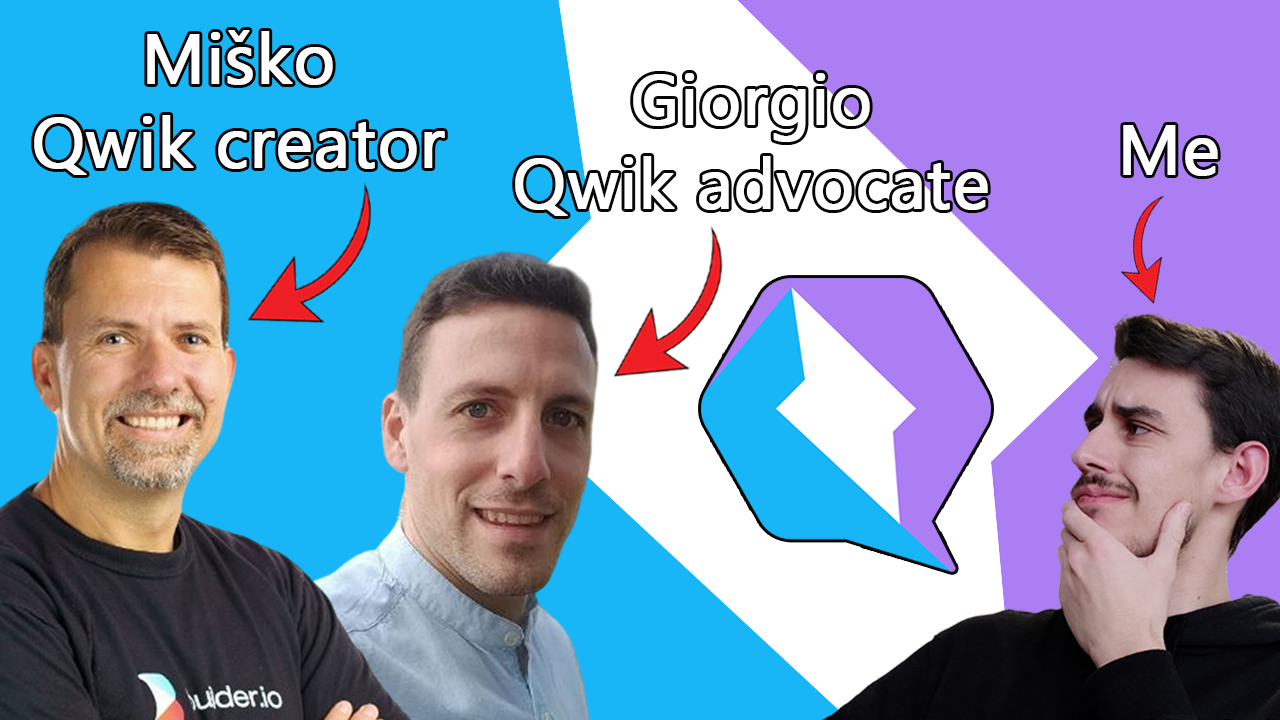 Miško
Qwik creator
Giorgio
Qwik advocate
Me
builder.io